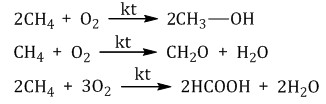 2CH₄ + O₂ —kt→ 2CH₃—OH
CH₄ + O₂ —kt→ CH₂O + H₂O
2CH₄ + 3O₂ —kt→ 2HCOOH + 2H₂O